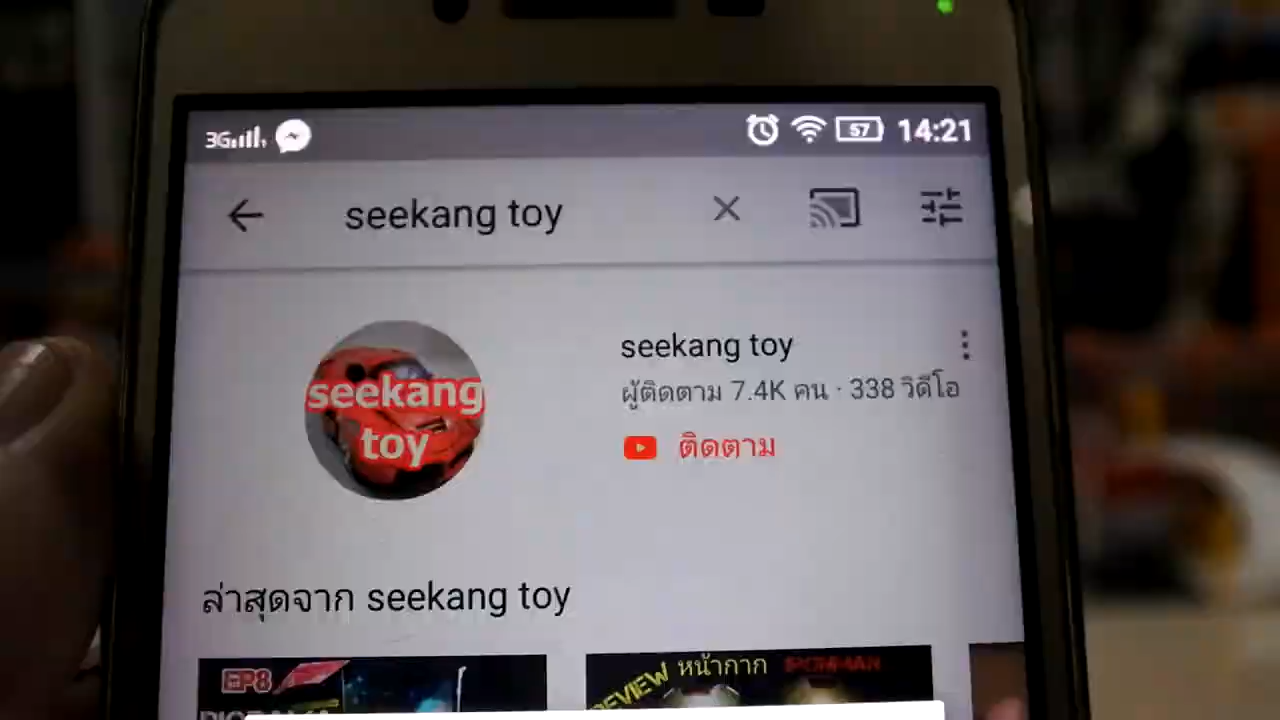 3G 57 14:21
seekang toy
seekang
toy
seekang toy
ผู้ติดตาม 7.4K คน · 338 วิดีโอ
ติดตาม
ล่าสุดจาก seekang toy
EP8
DIORAMA
REVIEW หน้ากาก IRONMAN